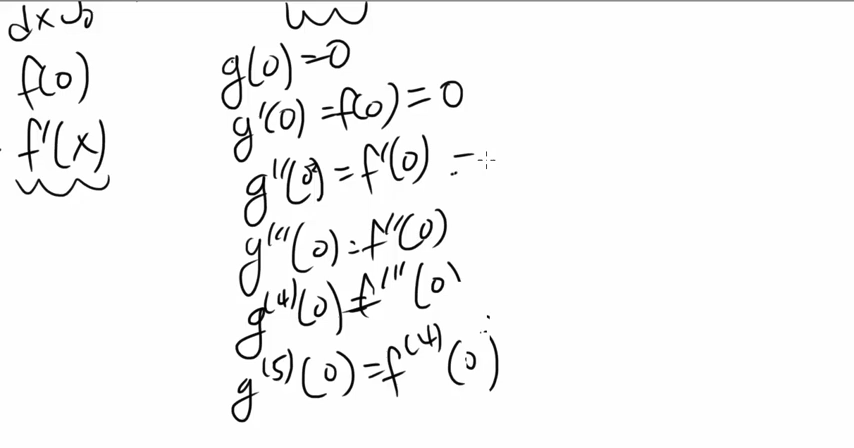 f(0)
f'(x)
g(0)=0
g'(0)=f(0)=0
g''(0)=f'(0) =
g'''(0)=f''(0)
g^(4)(0)=f'''(0)
g^(5)(0)=f^(4)(0)